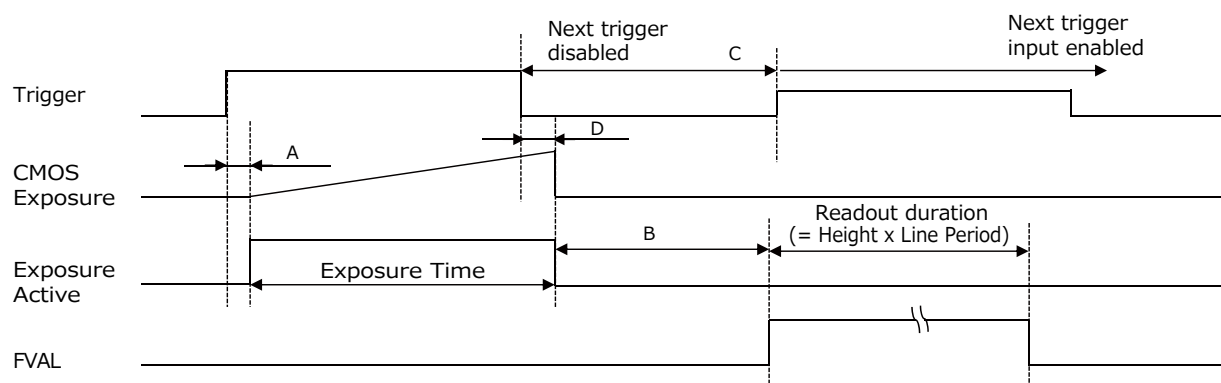 Next trigger
disabled
C
Next trigger
input enabled
Trigger
A
D
CMOS
Exposure
B
Readout duration
(= Height x Line Period)
Exposure
Active
Exposure Time
FVAL